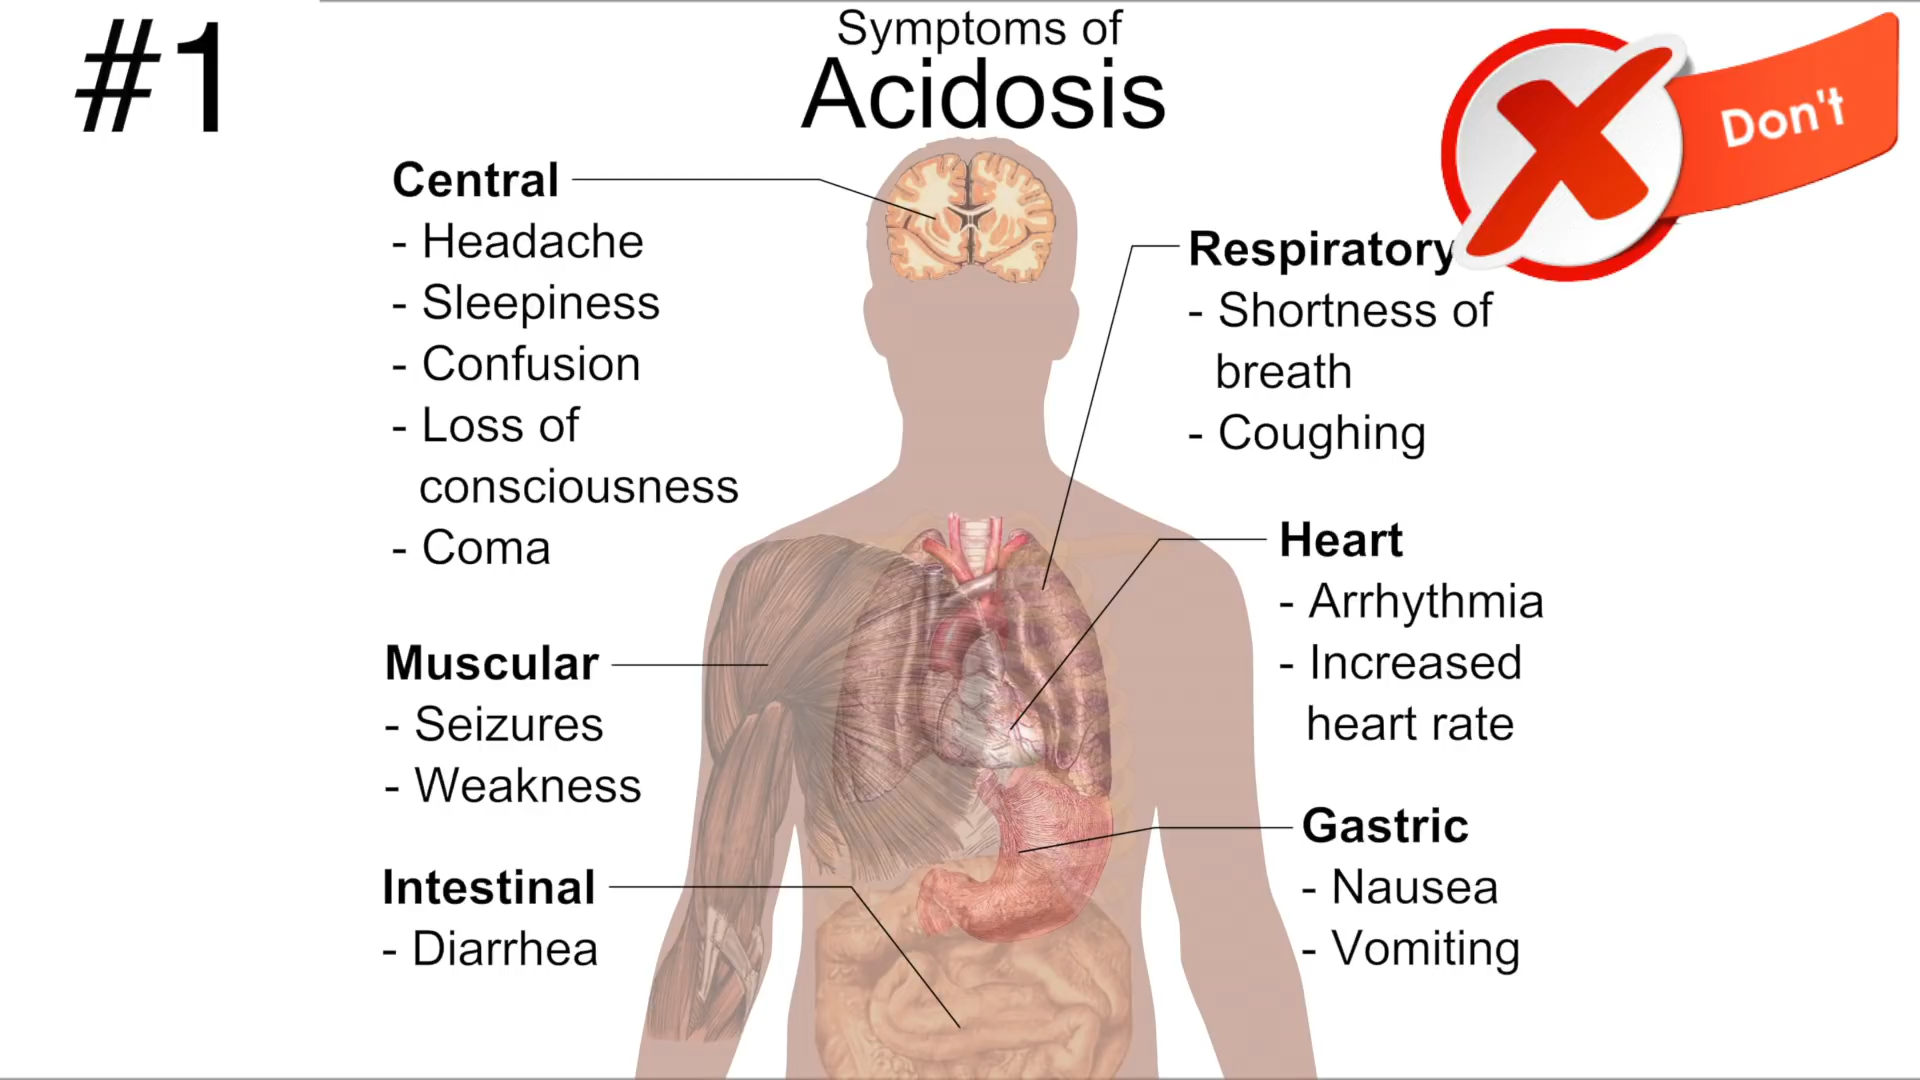 #1
Symptoms of
Acidosis
Don't
Central
- Headache
- Sleepiness
- Confusion
- Loss of
consciousness
- Coma
Muscular
- Seizures
- Weakness
Intestinal
- Diarrhea
Respiratory
- Shortness of
breath
- Coughing
Heart
- Arrhythmia
- Increased
heart rate
Gastric
- Nausea
- Vomiting